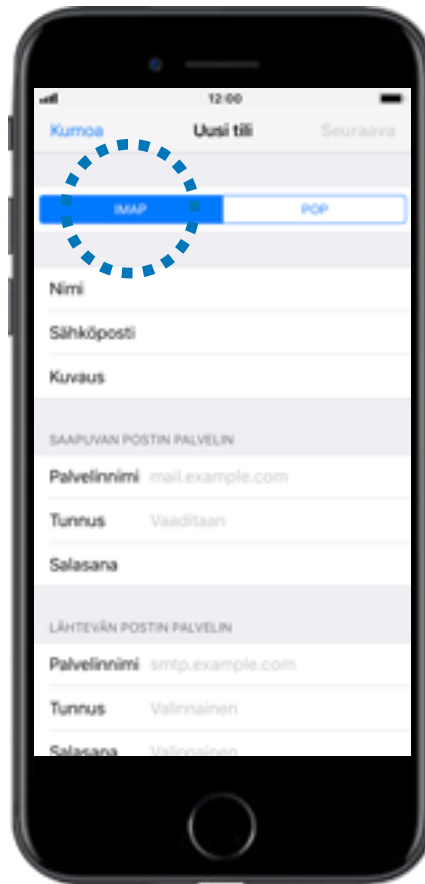 12:00
Kumoa Uusi tili Seuraava
IMAP POP
Nimi
Sähköposti
Kuvaus
SAAPUVAN POSTIN PALVELIN
Palvelinnimi mail.example.com
Tunnus Vaaditaan
Salasana
LÄHTEVÄN POSTIN PALVELIN
Palvelinnimi smtp.example.com
Tunnus Valinnainen
Salasana Valinnainen